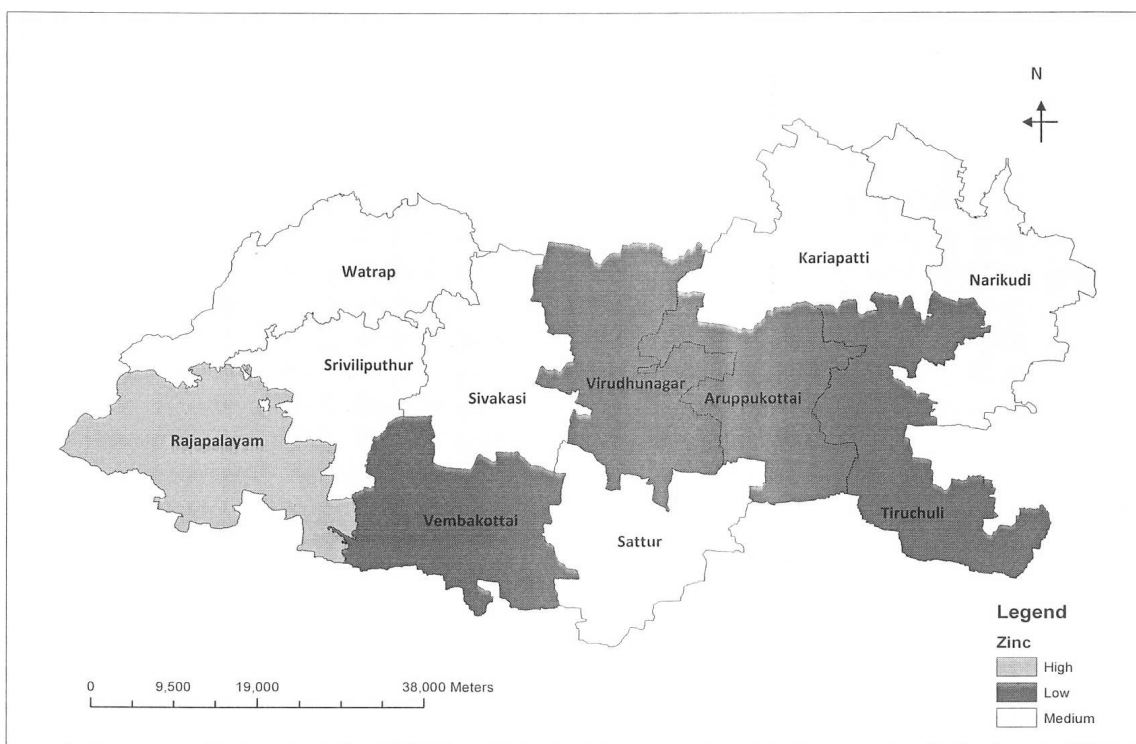 N
Kariapatti
Narikudi
Watrap
Sriviliputhur
Sivakasi
Virudhunagar
Aruppukottai
Rajapalayam
Vembakottai
Sattur
Tiruchuli
Legend
Zinc
High
Low
Medium
0 9,500 19,000 38,000 Meters